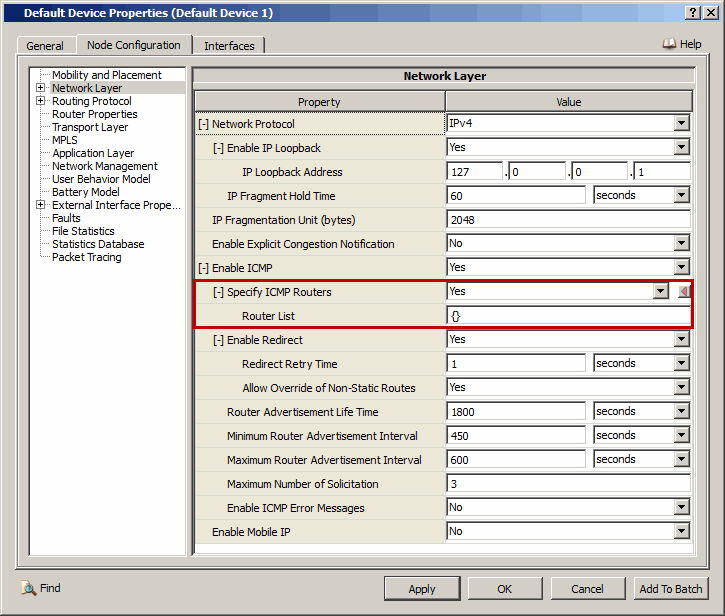 Default Device Properties (Default Device 1)
General Node Configuration Interfaces Help
Mobility and Placement
Network Layer
Routing Protocol
Router Properties
Transport Layer
MPLS
Application Layer
Network Management
User Behavior Model
Battery Model
External Interface Prope...
Faults
File Statistics
Statistics Database
Packet Tracing
Network Layer
Property Value
[-] Network Protocol IPv4
[-] Enable IP Loopback Yes
IP Loopback Address 127 . 0 . 0 . 1
IP Fragment Hold Time 60 seconds
IP Fragmentation Unit (bytes) 2048
Enable Explicit Congestion Notification No
[-] Enable ICMP Yes
[-] Specify ICMP Routers Yes
Router List {}
[-] Enable Redirect Yes
Redirect Retry Time 1 seconds
Allow Override of Non-Static Routes Yes
Router Advertisement Life Time 1800 seconds
Minimum Router Advertisement Interval 450 seconds
Maximum Router Advertisement Interval 600 seconds
Maximum Number of Solicitation 3
Enable ICMP Error Messages No
Enable Mobile IP No
Find Apply OK Cancel Add To Batch